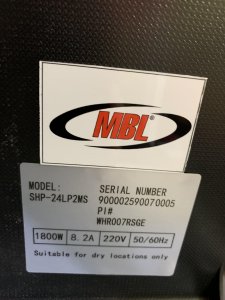 MBL®
MODEL: SERIAL NUMBER
SHP-24LP2MS 900002590070005
PI#
WHR007RSGE
1800W 8.2A 220V 50/60Hz
Suitable for dry locations only